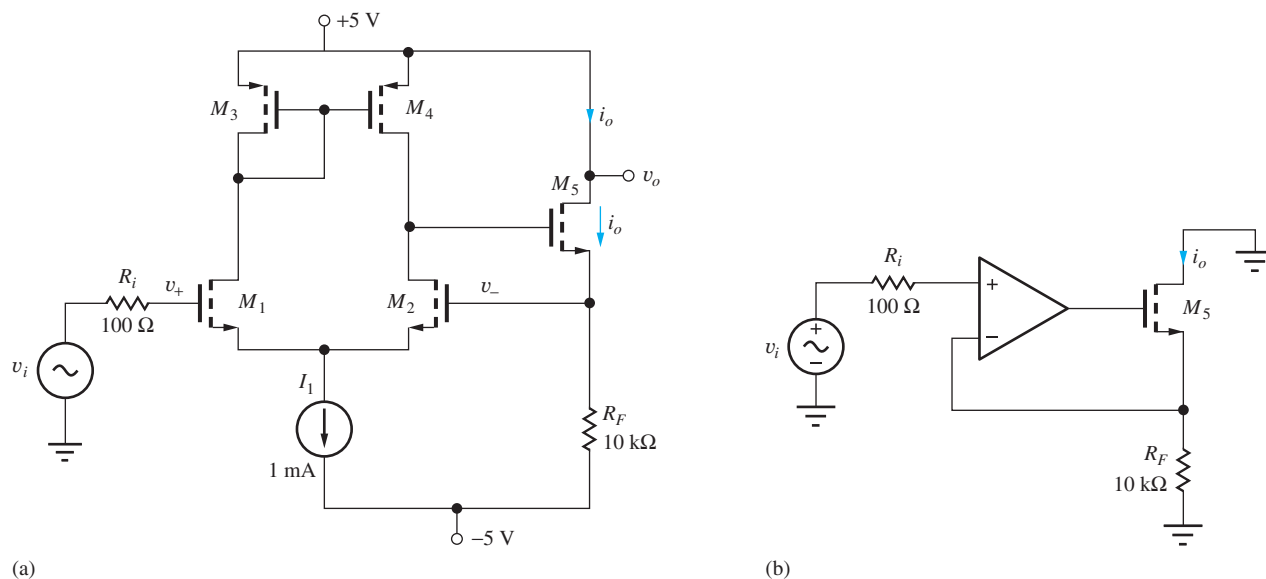 +5 V
M3
M4
io
M5
vo
io
Ri
v+
100 Ω
M1
M2
v−
vi
I1
1 mA
RF
10 kΩ
−5 V
(a)
Ri
100 Ω
+
−
io
M5
vi
+
−
RF
10 kΩ
(b)